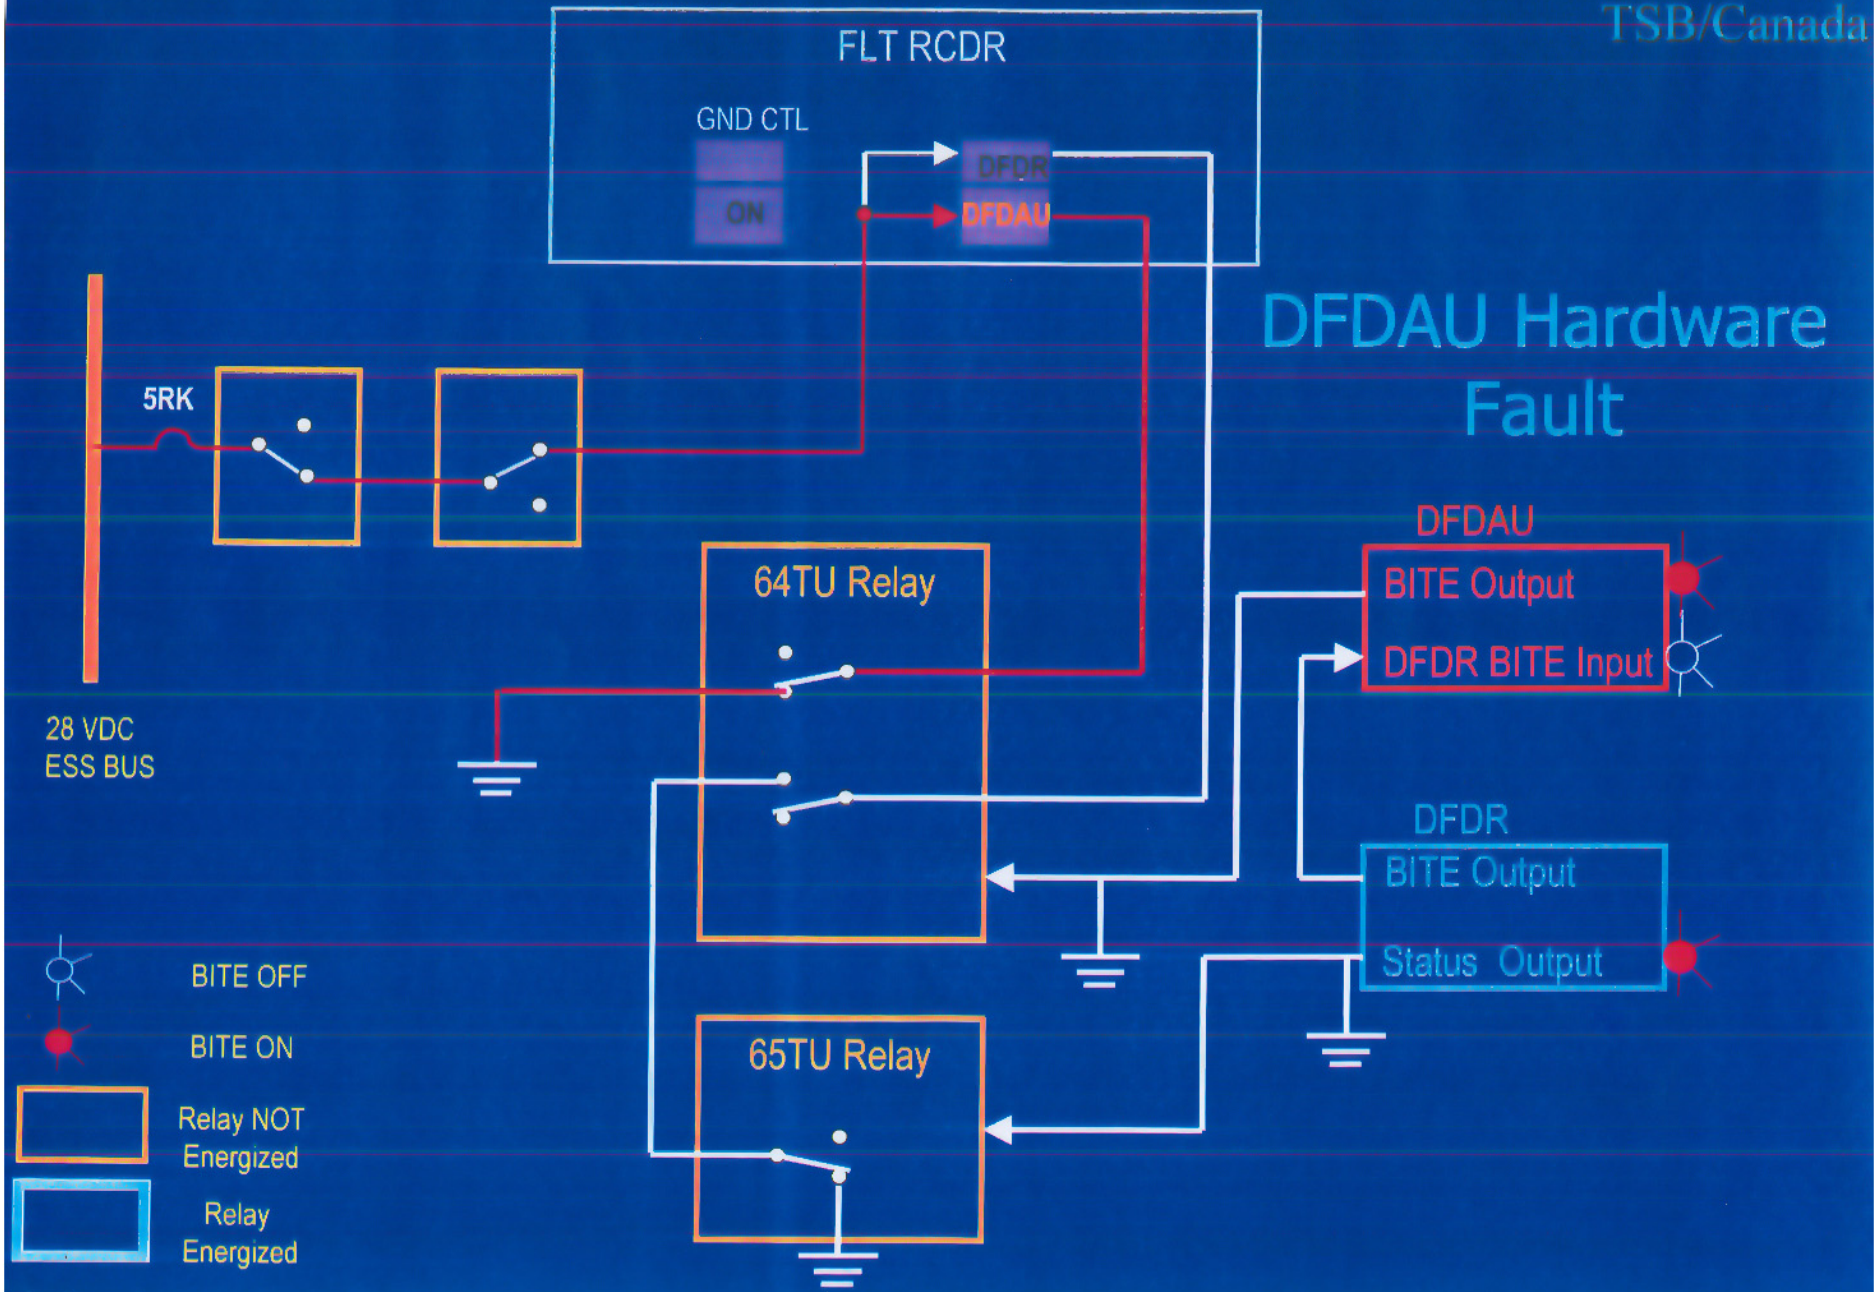 TSB/Canada
FLT RCDR
GND CTL
DFDR
ON
DFDAU
DFDAU Hardware
Fault
5RK
DFDAU
BITE Output
DFDR BITE Input
64TU Relay
28 VDC
ESS BUS
DFDR
BITE Output
Status Output
BITE OFF
BITE ON
65TU Relay
Relay NOT
Energized
Relay
Energized